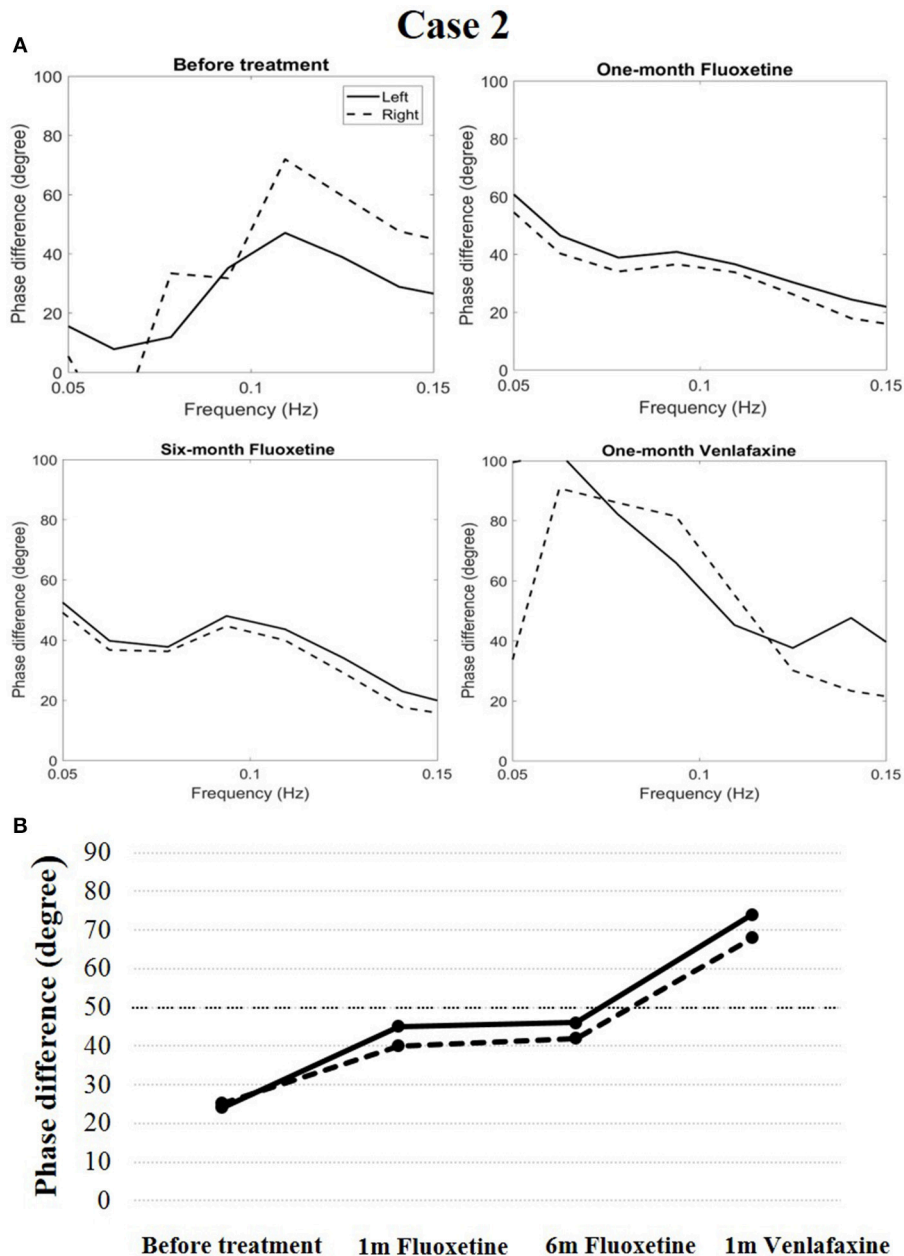 Case 2
A
Before treatment
100
80
60
40
20
0
0.05
0.1
0.15
Phase difference (degree)
Frequency (Hz)
Left
Right
One-month Fluoxetine
100
80
60
40
20
0
0.05
0.1
0.15
Phase difference (degree)
Frequency (Hz)
Six-month Fluoxetine
100
80
60
40
20
0
0.05
0.1
0.15
Phase difference (degree)
Frequency (Hz)
One-month Venlafaxine
100
80
60
40
20
0
0.05
0.1
0.15
Phase difference (degree)
Frequency (Hz)
B
Phase difference (degree)
90
80
70
60
50
40
30
20
10
0
Before treatment
1m Fluoxetine
6m Fluoxetine
1m Venlafaxine